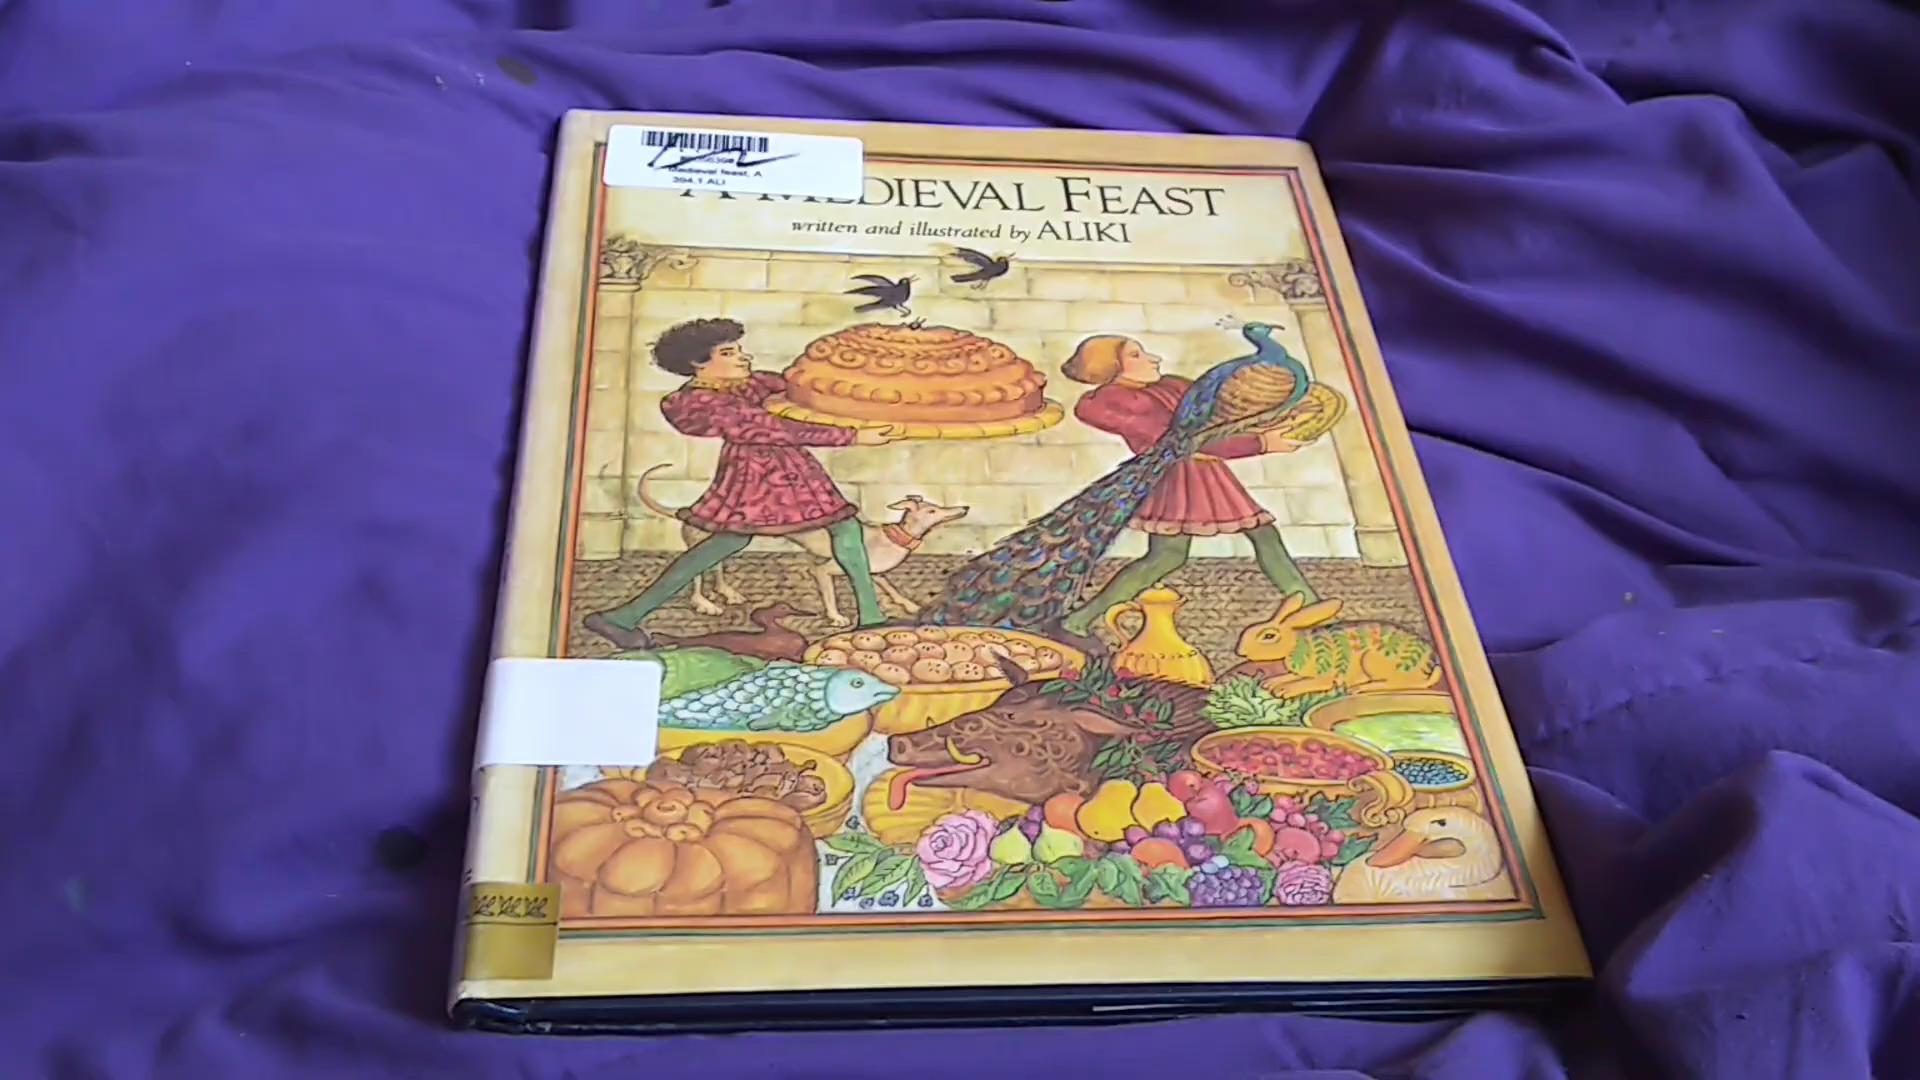 Medieval feast, A
394.1 ALI
A MEDIEVAL FEAST
written and illustrated by ALIKI